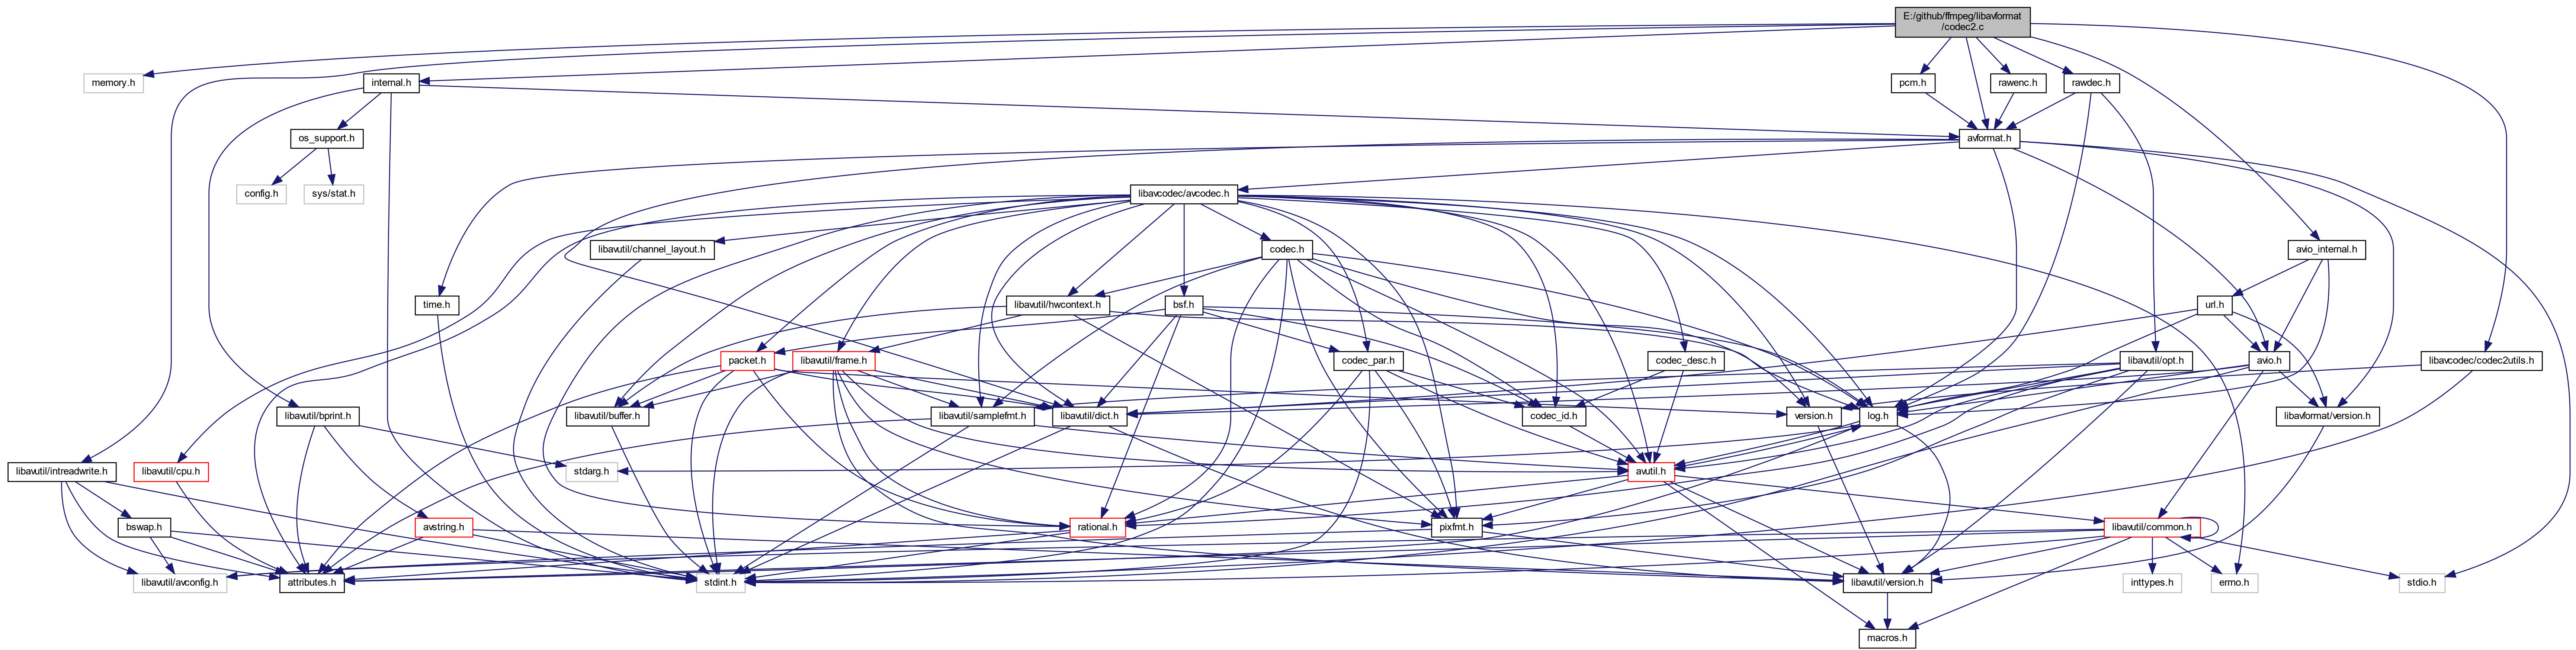 E:/github/ffmpeg/libavformat
/codec2.c
memory.h
internal.h
pcm.h
rawenc.h
rawdec.h
os_support.h
avformat.h
config.h
sys/stat.h
libavcodec/avcodec.h
libavutil/channel_layout.h
codec.h
avio_internal.h
time.h
libavutil/hwcontext.h
bsf.h
url.h
packet.h
libavutil/frame.h
codec_par.h
codec_desc.h
libavutil/opt.h
avio.h
libavcodec/codec2utils.h
libavutil/bprint.h
libavutil/buffer.h
libavutil/samplefmt.h
libavutil/dict.h
codec_id.h
version.h
log.h
libavformat/version.h
libavutil/intreadwrite.h
libavutil/cpu.h
stdarg.h
avutil.h
bswap.h
avstring.h
rational.h
pixfmt.h
libavutil/common.h
libavutil/avconfig.h
attributes.h
stdint.h
libavutil/version.h
inttypes.h
errno.h
stdio.h
macros.h